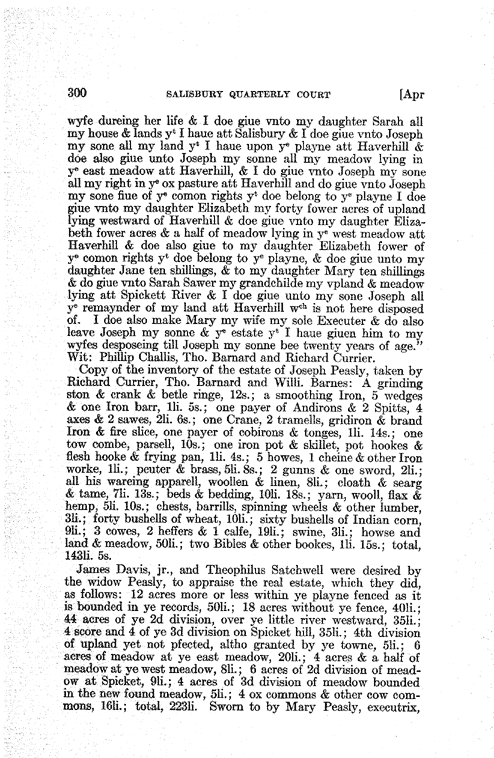 300 SALISBURY QUARTERLY COURT [Apr
wyfe dureing her life & I doe giue vnto my daughter Sarah all
my house & lands yᵗ I haue att Salisbury & I doe giue vnto Joseph
my sone all my land yᵗ I haue upon yᵉ playne att Haverhill &
doe also giue unto Joseph my sonne all my meadow lying in
yᵉ east meadow att Haverhill, & I do giue vnto Joseph my sone
all my right in yᵉ ox pasture att Haverhill and do giue vnto Joseph
my sone fiue of yᵉ comon rights yᵗ doe belong to yᵉ playne I doe
giue vnto my daughter Elizabeth my forty fower acres of upland
lying westward of Haverhill & doe giue vnto my daughter Eliza-
beth fower acres & a half of meadow lying in yᵉ west meadow att
Haverhill & doe also giue to my daughter Elizabeth fower of
yᵉ comon rights yᵗ doe belong to yᵉ playne, & doe giue unto my
daughter Jane ten shillings, & to my daughter Mary ten shillings
& do giue vnto Sarah Sawer my grandchilde my vpland & meadow
lying att Spickett River & I doe giue unto my sone Joseph all
yᵉ remaynder of my land att Haverhill wᶜʰ is not here disposed
of. I doe also make Mary my wife my sole Executer & do also
leave Joseph my sonne & yᵉ estate yᵗ I haue giuen him to my
wyfes desposeing till Joseph my sonne bee twenty years of age."
Wit: Phillip Challis, Tho. Barnard and Richard Currier.
Copy of the inventory of the estate of Joseph Peasly, taken by
Richard Currier, Tho. Barnard and Willi. Barnes: A grinding
ston & crank & betle ringe, 12s.; a smoothing Iron, 5 wedges
& one Iron barr, 1li. 5s.; one payer of Andirons & 2 Spitts, 4
axes & 2 sawes, 2li. 6s.; one Crane, 2 tramells, gridiron & brand
Iron & fire slice, one payer of cobirons & tonges, 1li. 14s.; one
tow combe, parsell, 10s.; one iron pot & skillet, pot hookes &
flesh hooke & frying pan, 1li. 4s.; 5 howes, 1 cheine & other Iron
worke, 1li.; peuter & brass, 5li. 8s.; 2 gunns & one sword, 2li.;
all his wareing apparell, woollen & linen, 8li.; cloath & searg
& tame, 7li. 13s.; beds & bedding, 10li. 18s.; yarn, wooll, flax &
hemp, 5li. 10s.; chests, barrills, spinning wheels & other lumber,
3li.; forty bushells of wheat, 10li.; sixty bushells of Indian corn,
9li.; 3 cowes, 2 heffers & 1 calfe, 19li.; swine, 3li.; howse and
land & meadow, 50li.; two Bibles & other bookes, 1li. 15s.; total,
143li. 5s.
James Davis, jr., and Theophilus Satchwell were desired by
the widow Peasly, to appraise the real estate, which they did,
as follows: 12 acres more or less within ye playne fenced as it
is bounded in ye records, 50li.; 18 acres without ye fence, 40li.;
44 acres of ye 2d division, over ye little river westward, 35li.;
4 score and 4 of ye 3d division on Spicket hill, 35li.; 4th division
of upland yet not pfected, altho granted by ye towne, 5li.; 6
acres of meadow at ye east meadow, 20li.; 4 acres & a half of
meadow at ye west meadow, 8li.; 6 acres of 2d division of mead-
ow at Spicket, 9li.; 4 acres of 3d division of meadow bounded
in the new found meadow, 5li.; 4 ox commons & other cow com-
mons, 16li.; total, 223li. Sworn to by Mary Peasly, executrix,